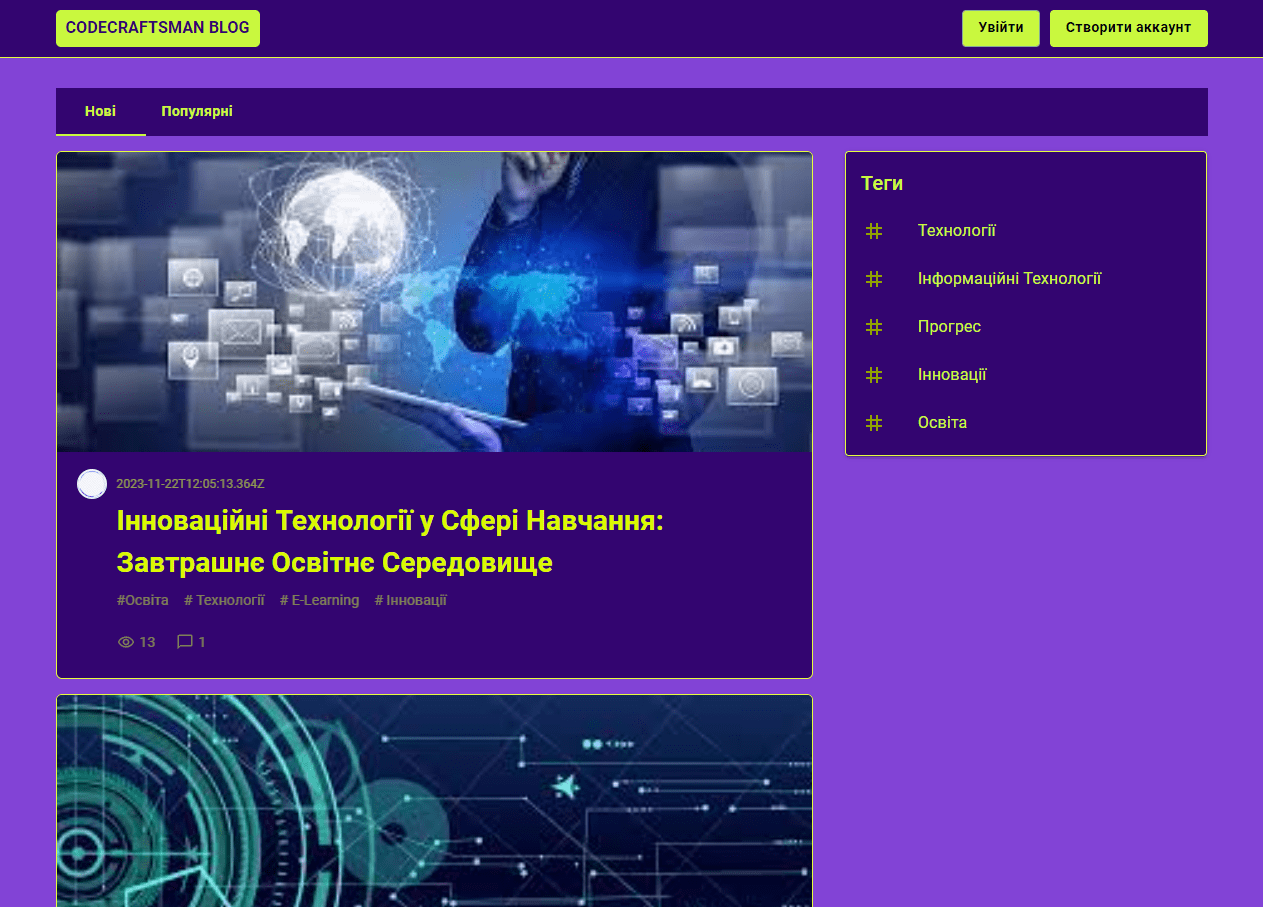 CODECRAFTSMAN BLOG
Увійти
Створити аккаунт
Нові
Популярні
Теги
Технології
Інформаційні Технології
Прогрес
Інновації
Освіта
2023-11-22T12:05:13.364Z
Інноваційні Технології у Сфері Навчання:
Завтрашнє Освітнє Середовище
#Освіта # Технології # E-Learning # Інновації
13 1